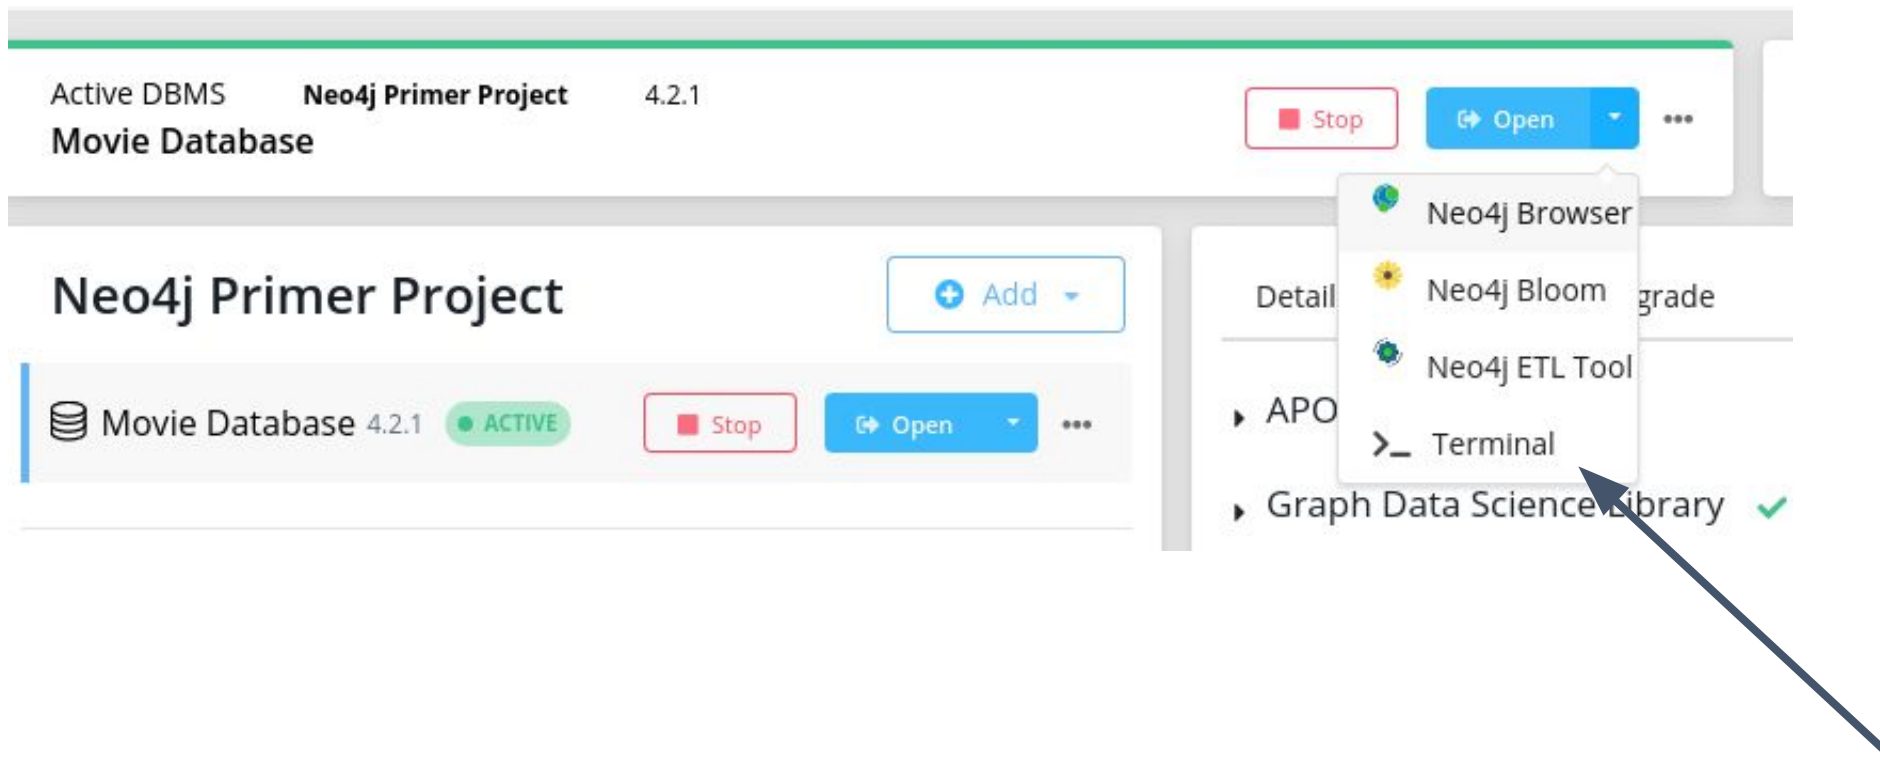 Active DBMS Neo4j Primer Project 4.2.1
Movie Database
Stop Open
Neo4j Browser
Neo4j Bloom
Neo4j ETL Tool
>_ Terminal
Neo4j Primer Project
Add
Movie Database 4.2.1 ACTIVE Stop Open
Detail grade
APO
Graph Data Science Library